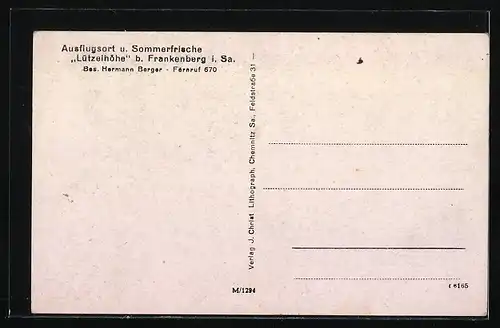 Ausflugsort u. Sommerfrische
„Lützelhöhe" b. Frankenberg i. Sa.
Bes. Hermann Berger - Fernruf 670
Verlag J. Christ. Lithograph, Chemnitz Sa., Feldstraße 31 —
M/1294
6165